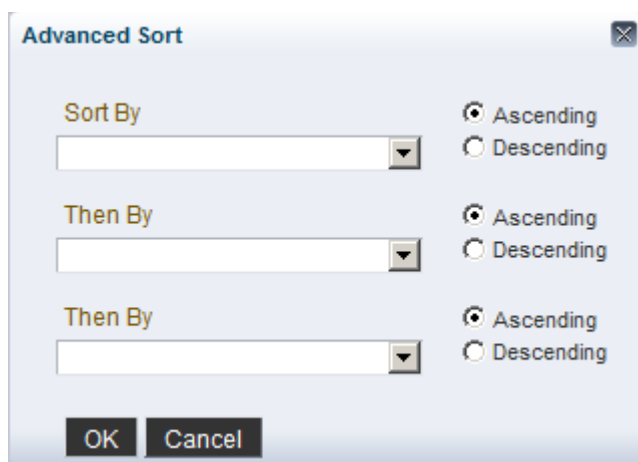 Advanced Sort
Sort By
Ascending
Descending
Then By
Ascending
Descending
Then By
Ascending
Descending
OK Cancel